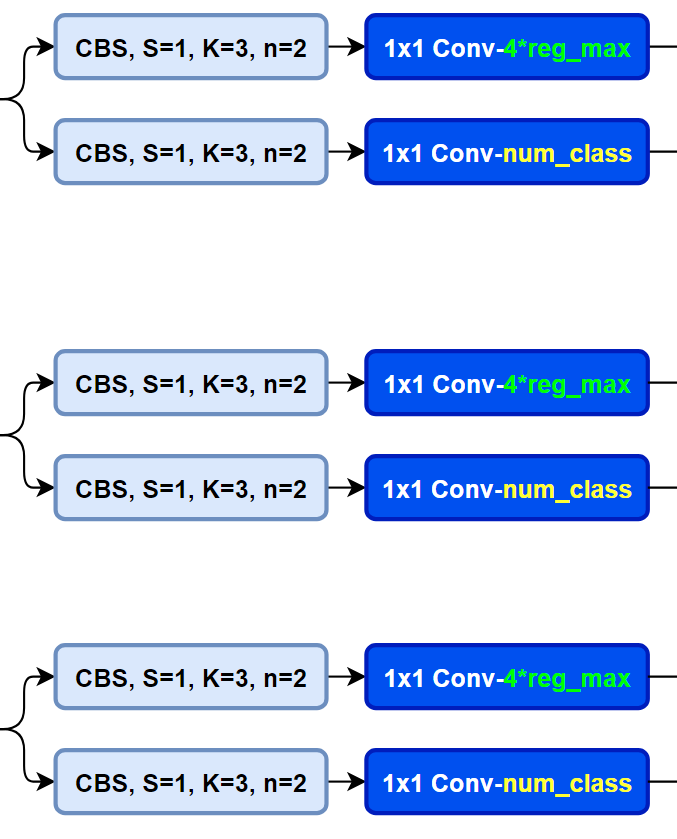 CBS, S=1, K=3, n=2
1x1 Conv-4*reg_max
CBS, S=1, K=3, n=2
1x1 Conv-num_class
CBS, S=1, K=3, n=2
1x1 Conv-4*reg_max
CBS, S=1, K=3, n=2
1x1 Conv-num_class
CBS, S=1, K=3, n=2
1x1 Conv-4*reg_max
CBS, S=1, K=3, n=2
1x1 Conv-num_class